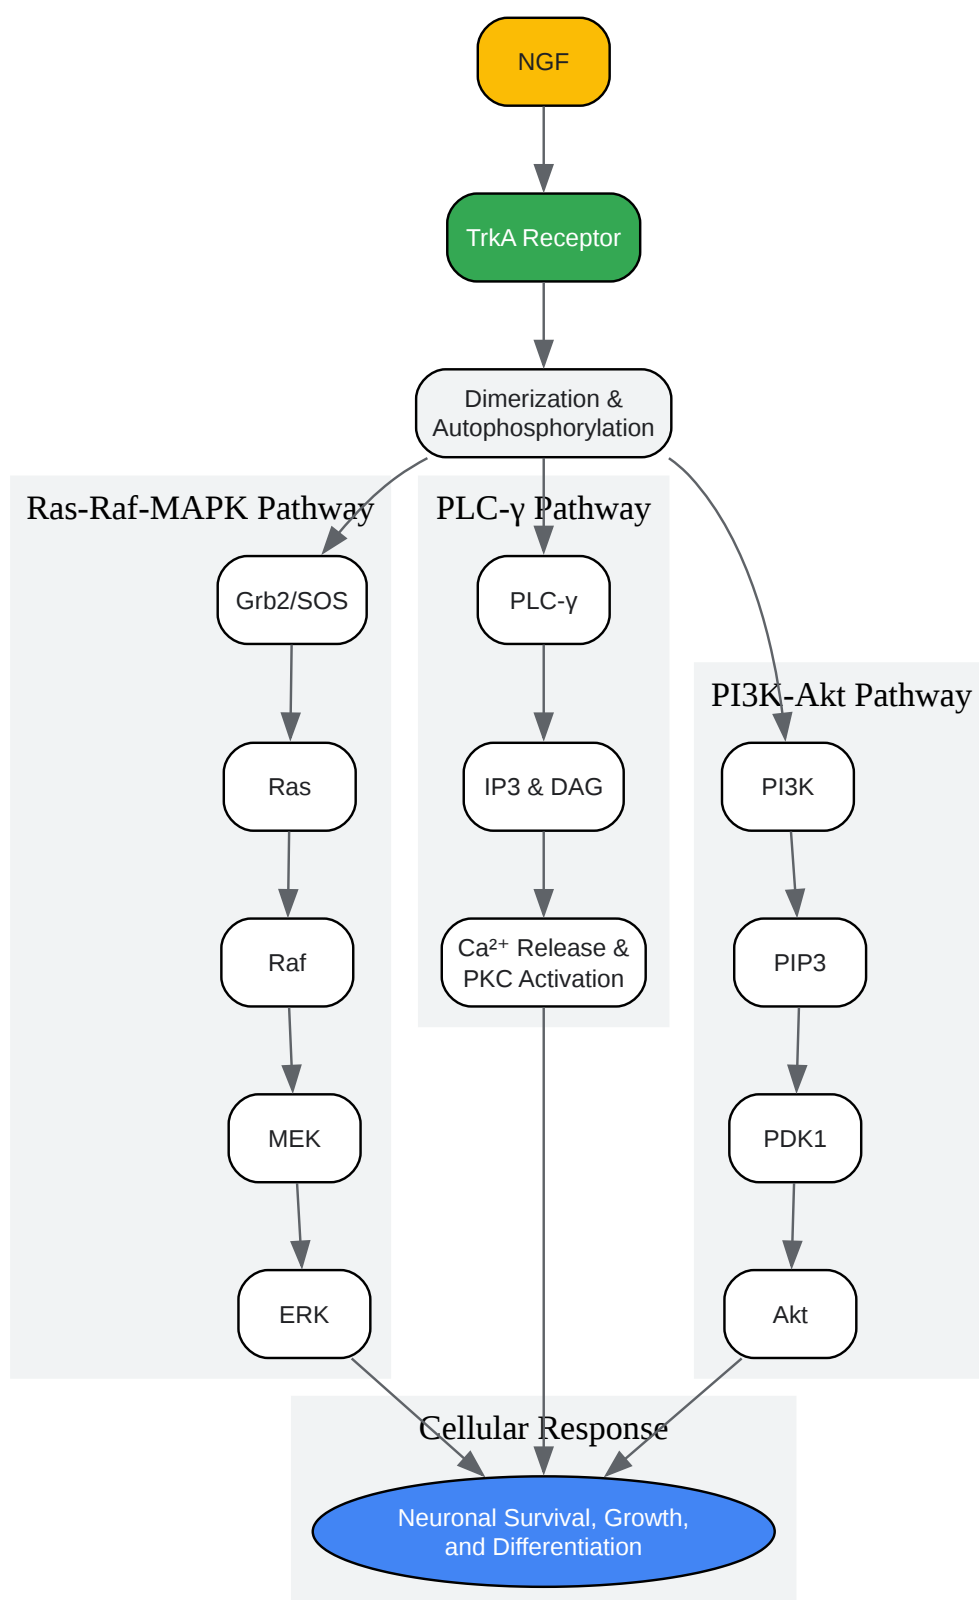 NGF
TrkA Receptor
Dimerization &
Autophosphorylation
Ras-Raf-MAPK Pathway
Grb2/SOS
Ras
Raf
MEK
ERK
PLC-γ Pathway
PLC-γ
IP3 & DAG
Ca²⁺ Release &
PKC Activation
PI3K-Akt Pathway
PI3K
PIP3
PDK1
Akt
Cellular Response
Neuronal Survival, Growth,
and Differentiation